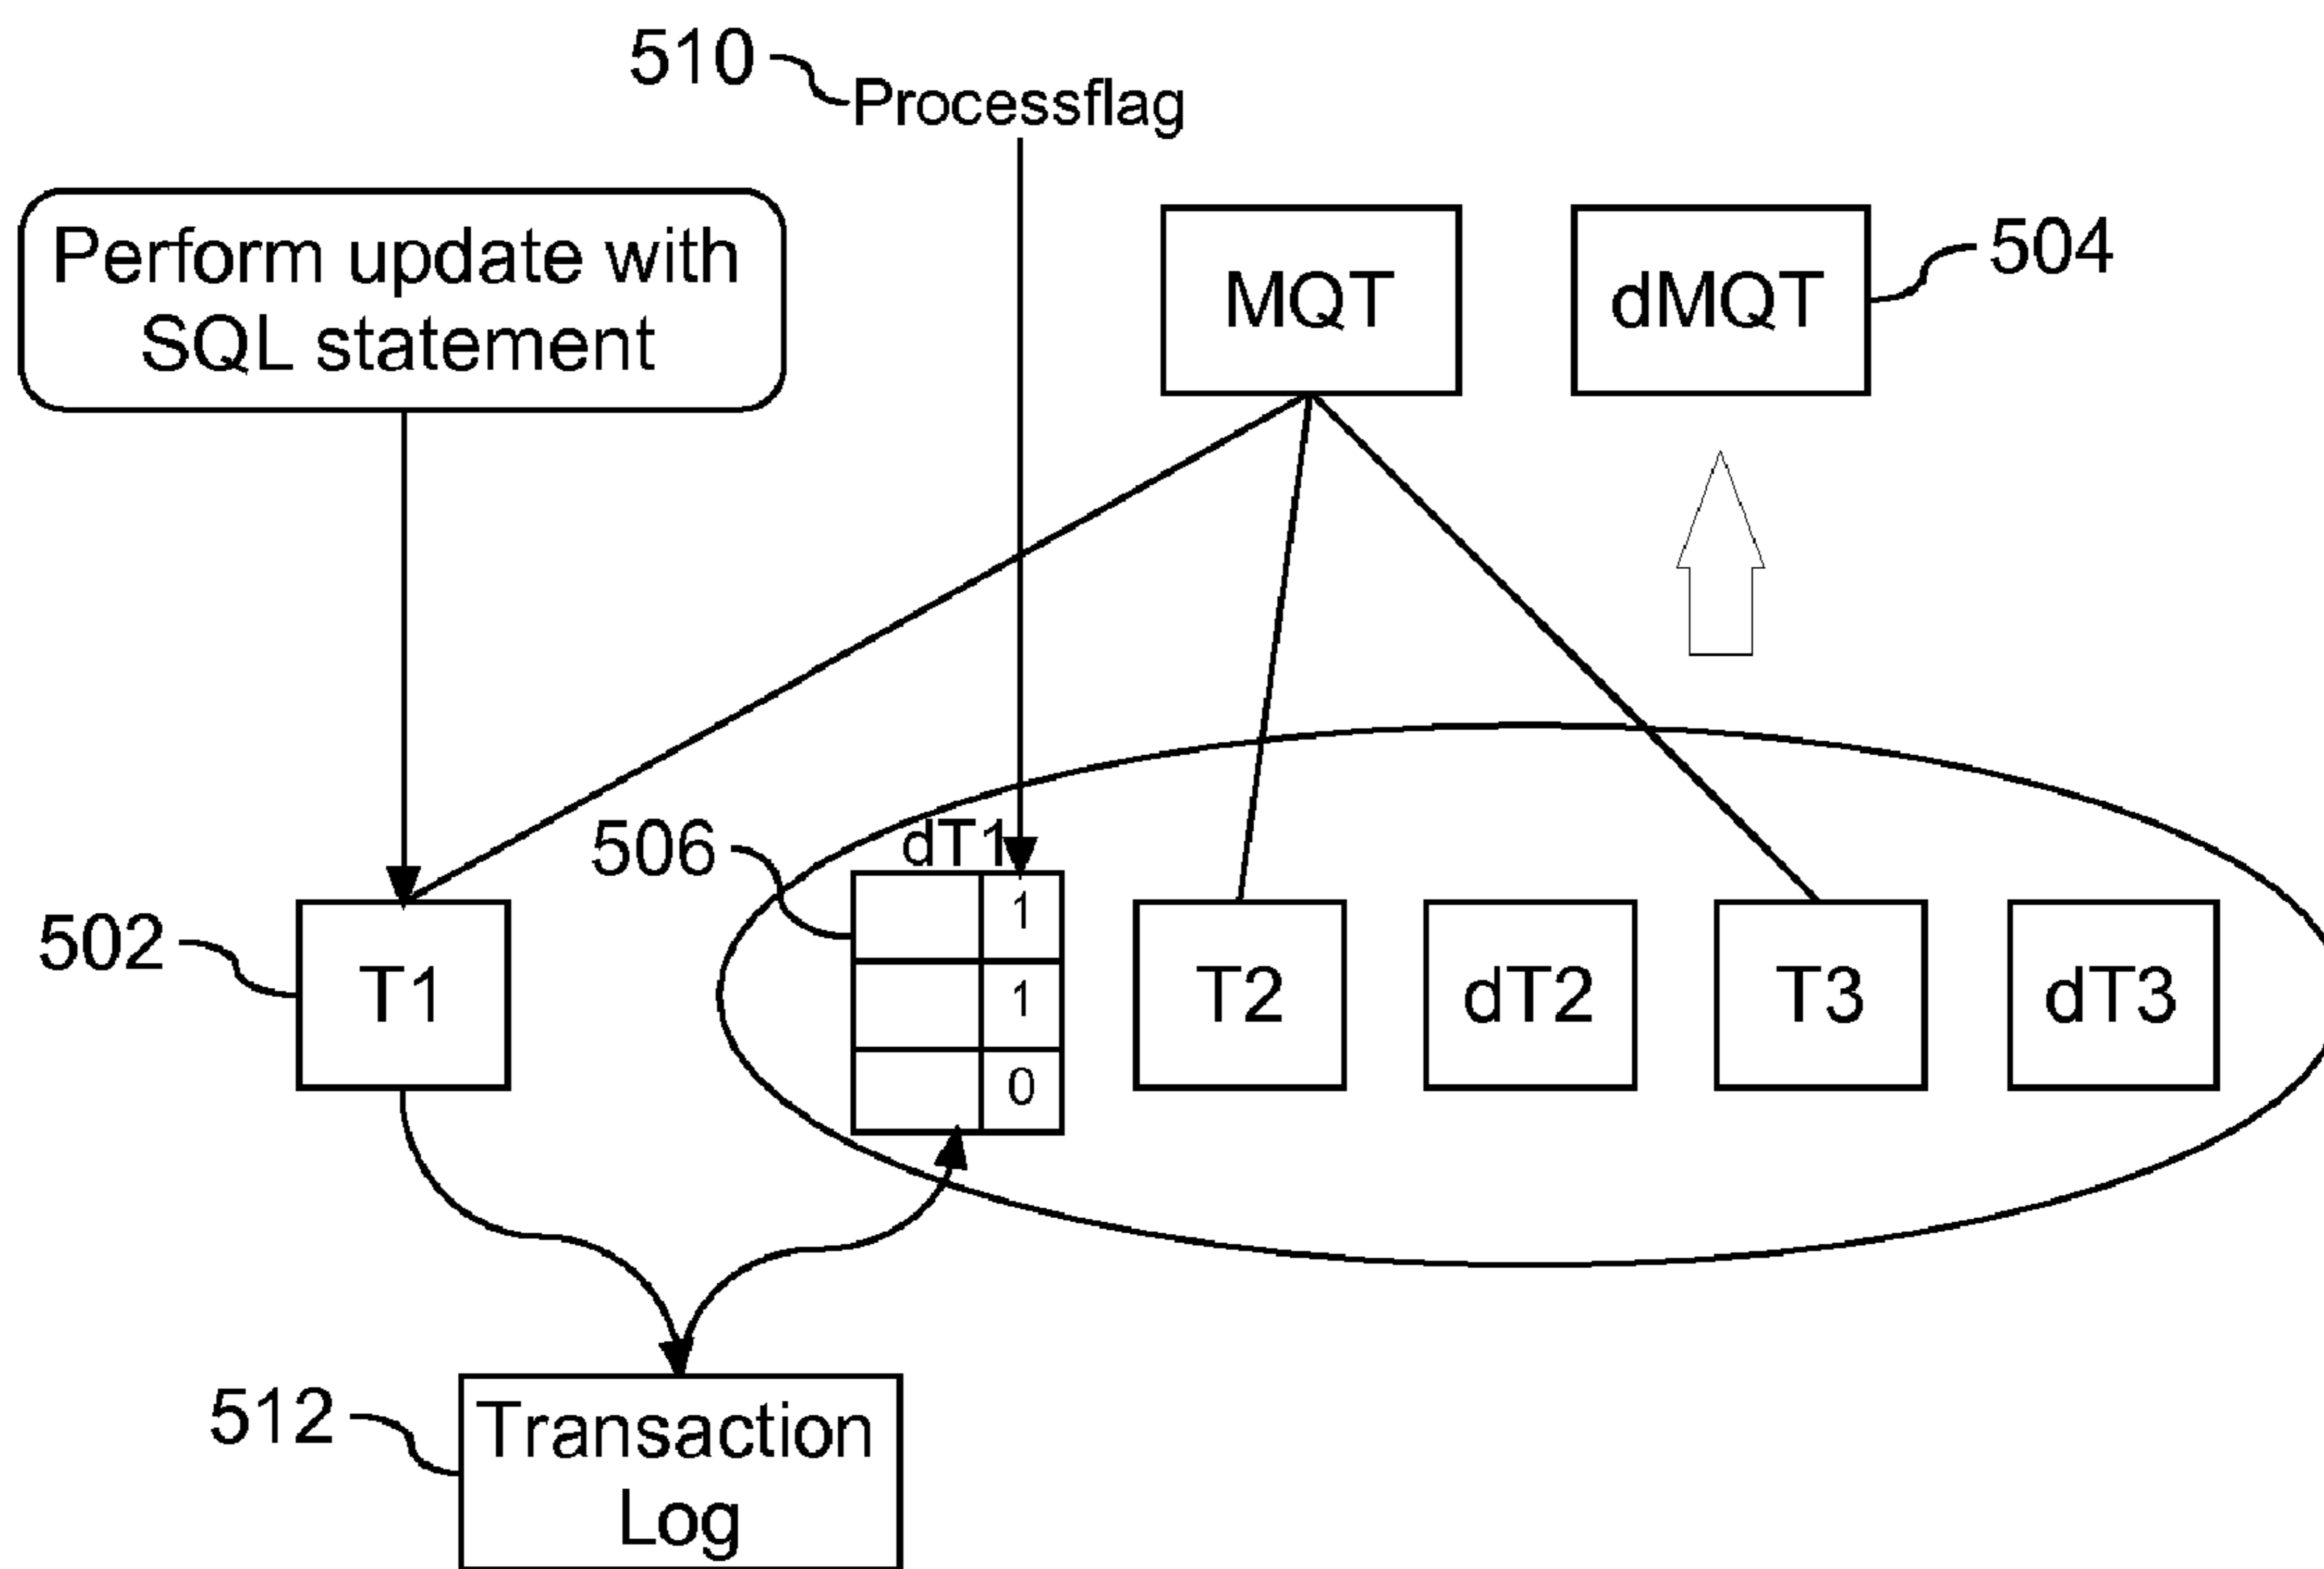 510
Processflag
Perform update with
SQL statement
MQT
dMQT
504
506
dT1
1
1
0
502
T1
T2
dT2
T3
dT3
512
Transaction
Log